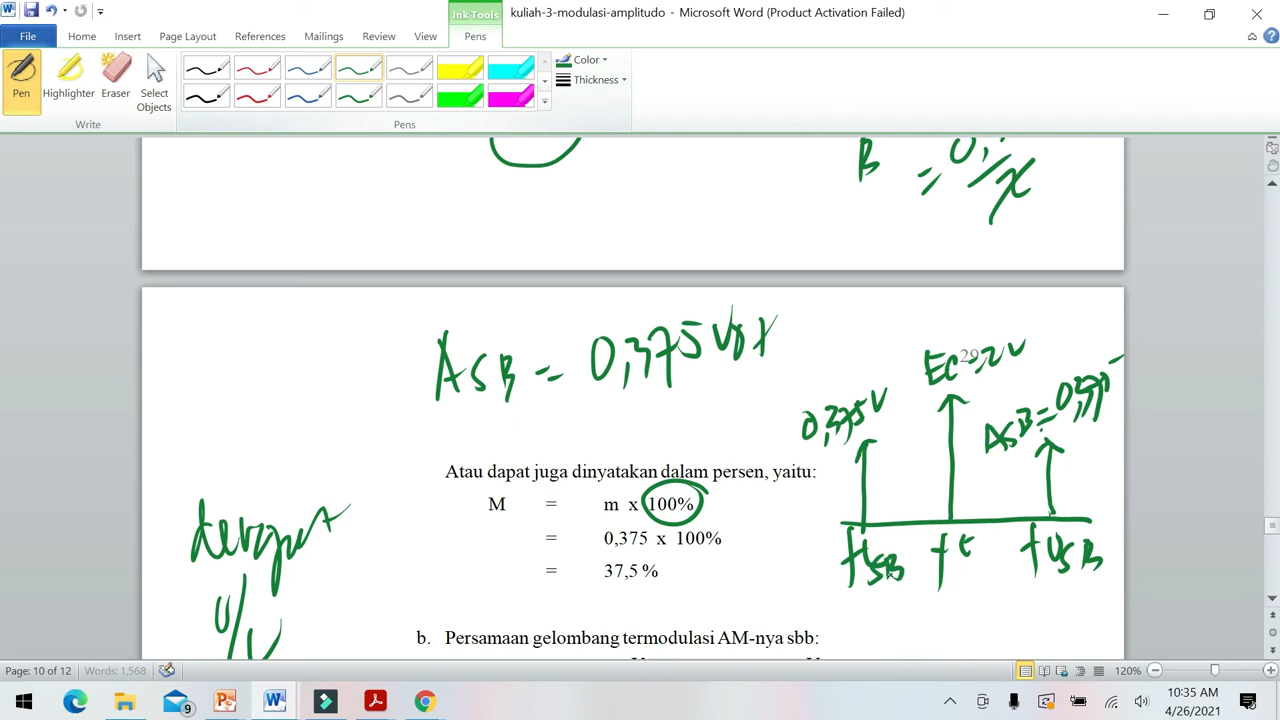 kuliah-3-modulasi-amplitudo - Microsoft Word (Product Activation Failed)
Ink Tools
File Home Insert Page Layout References Mailings Review View Pens
Pen Highlighter Eraser Select Objects
Color
Thickness
Write
Pens
B = 0,
29
ASB = 0,375 Volt
EC = 2V
0,375V
ASB = 0,375
Atau dapat juga dinyatakan dalam persen, yaitu:
M = m x 100%
= 0,375 x 100%
= 37,5 %
fLSB fc fUSB
b. Persamaan gelombang termodulasi AM-nya sbb:
Page: 10 of 12 Words: 1,568 120%
9
10:35 AM
4/26/2021